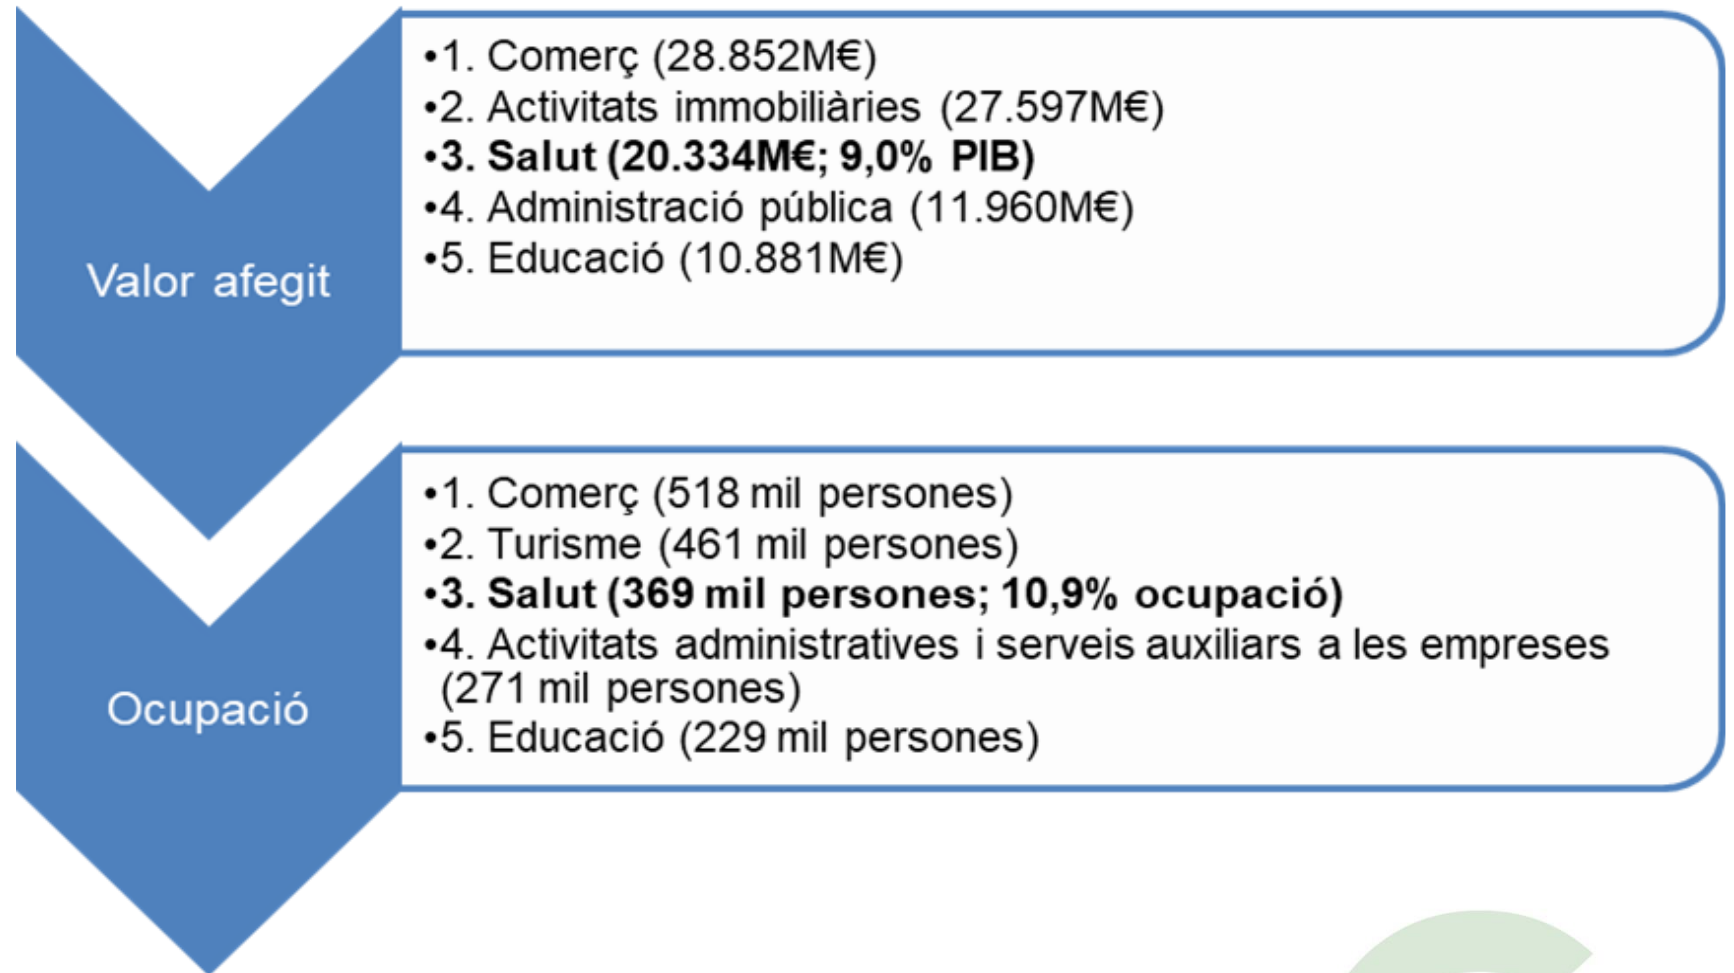 •1. Comerç (28.852M€)
•2. Activitats immobiliàries (27.597M€)
•3. Salut (20.334M€; 9,0% PIB)
•4. Administració pública (11.960M€)
•5. Educació (10.881M€)
Valor afegit
•1. Comerç (518 mil persones)
•2. Turisme (461 mil persones)
•3. Salut (369 mil persones; 10,9% ocupació)
•4. Activitats administratives i serveis auxiliars a les empreses
(271 mil persones)
•5. Educació (229 mil persones)
Ocupació